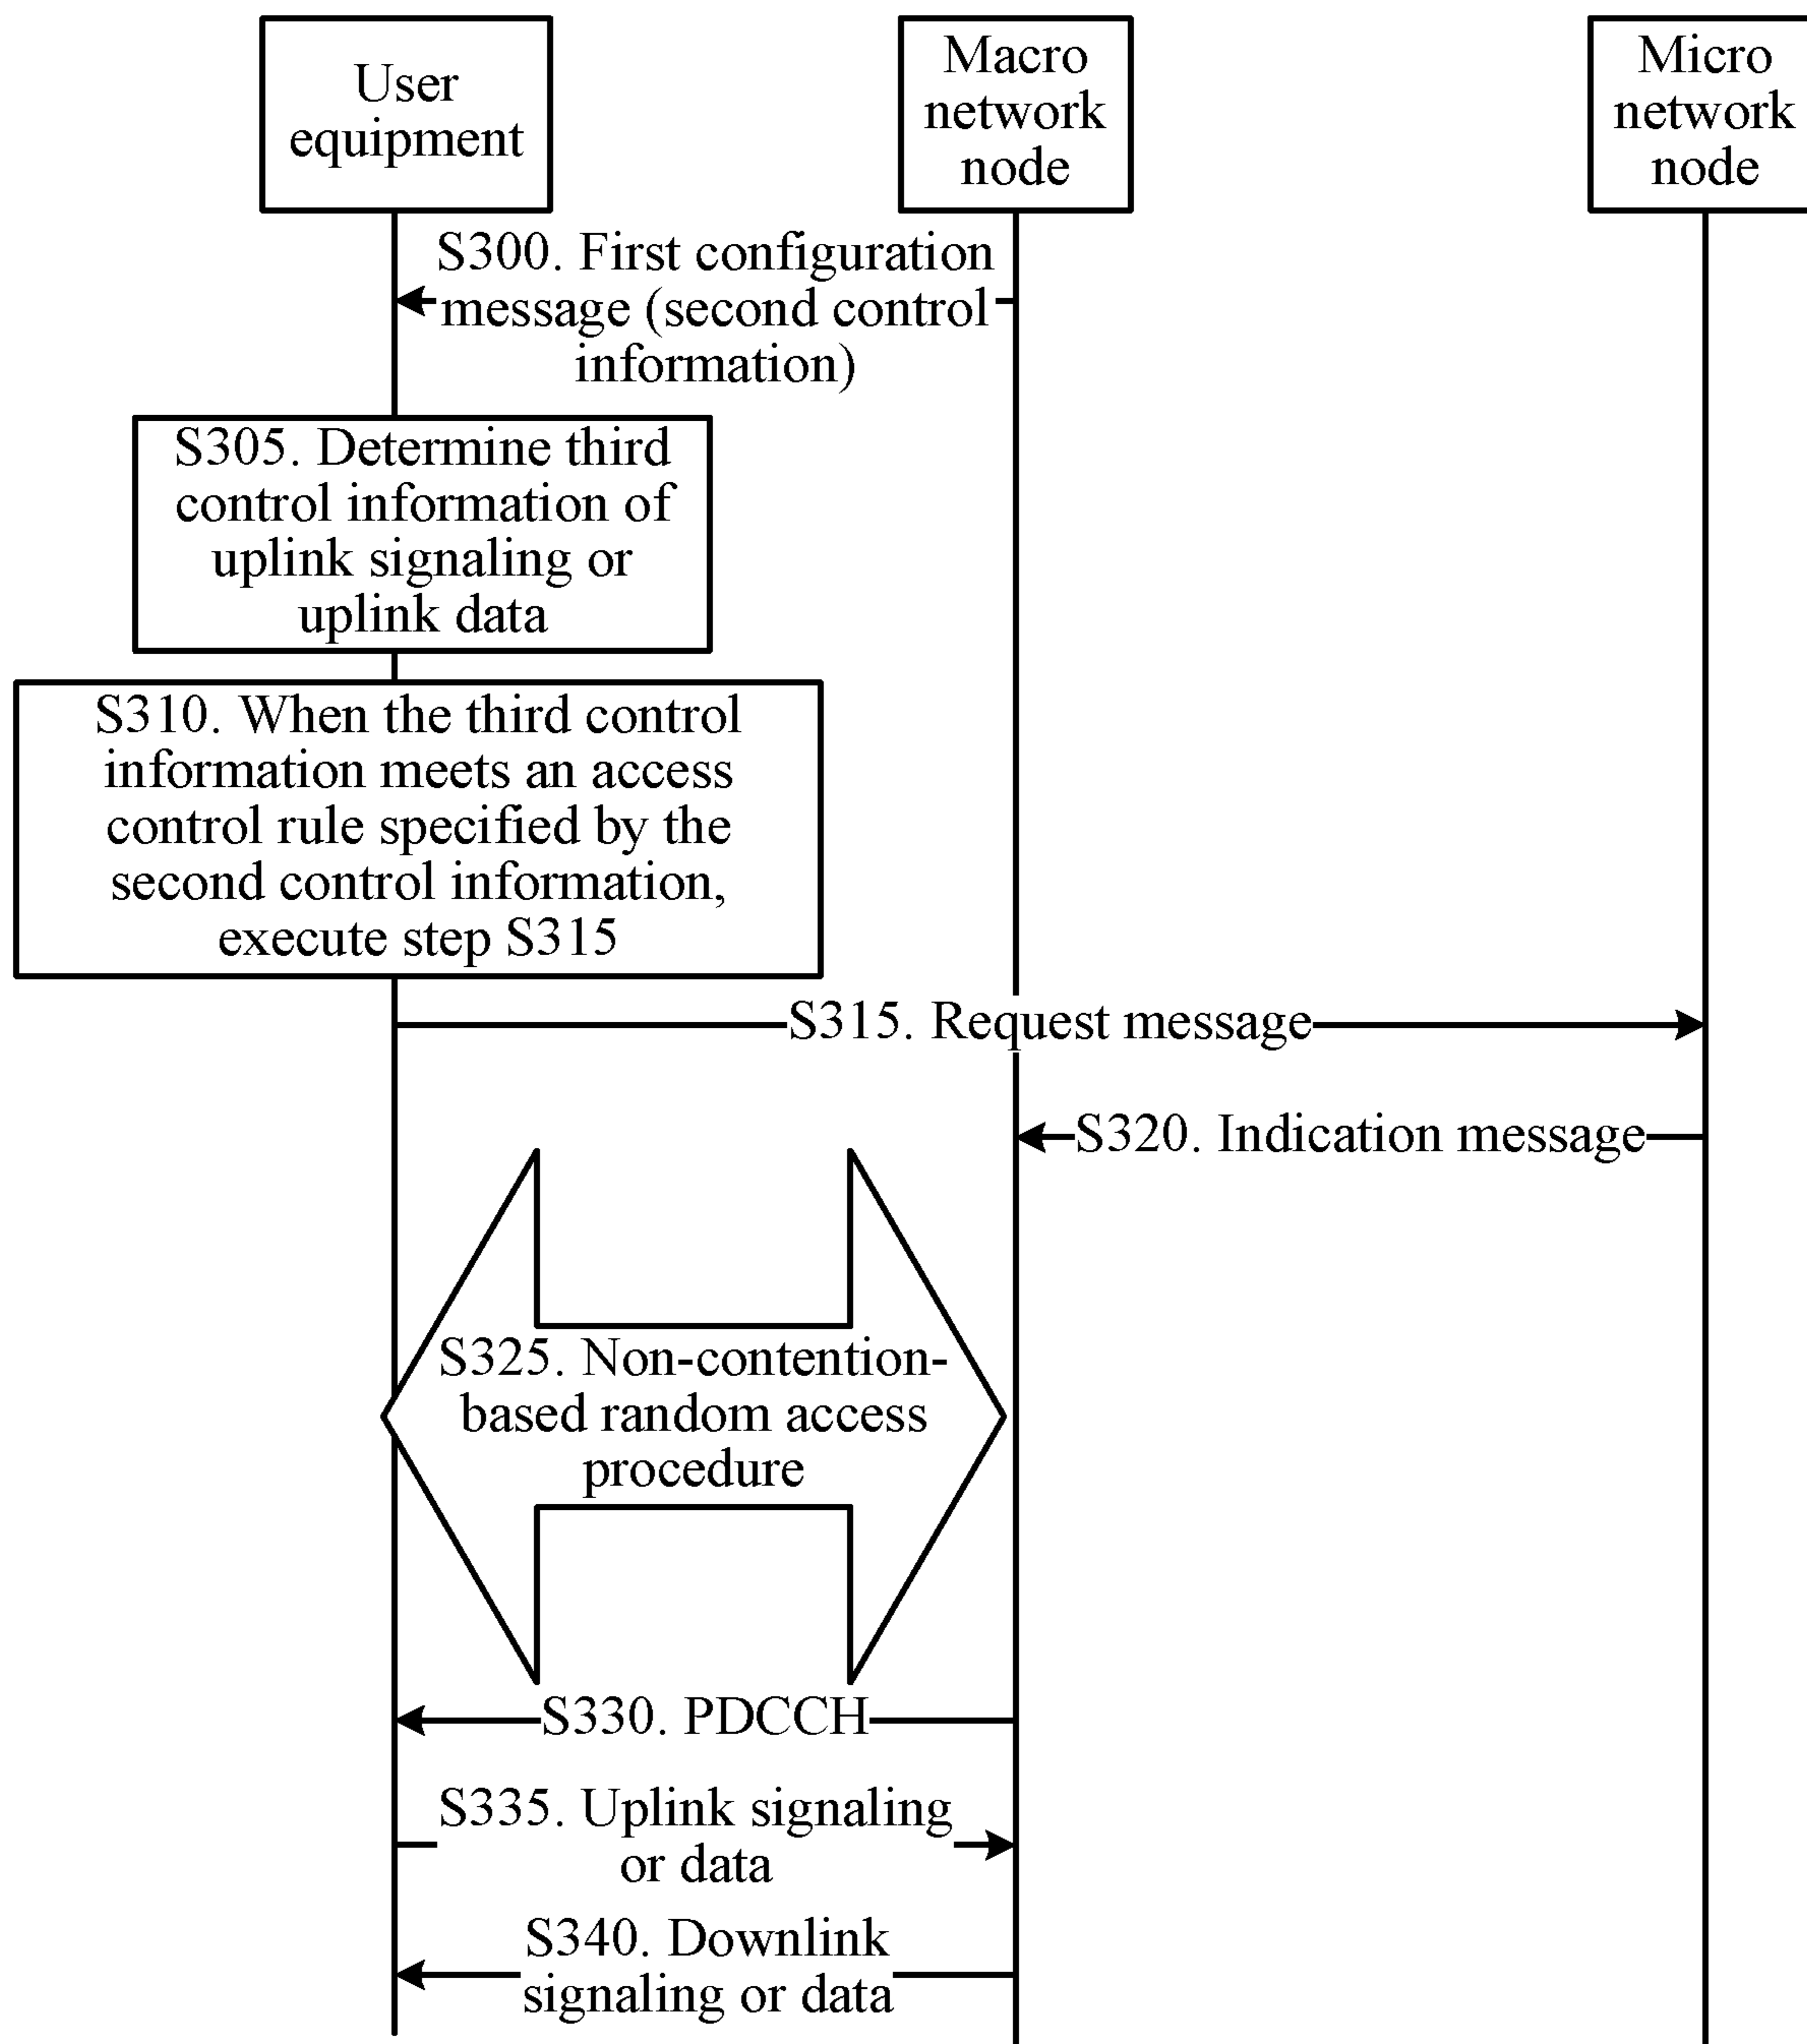 User
equipment
Macro
network
node
Micro
network
node
S300. First configuration
message (second control
information)
S305. Determine third
control information of
uplink signaling or
uplink data
S310. When the third control
information meets an access
control rule specified by the
second control information,
execute step S315
S315. Request message
S320. Indication message
S325. Non-contention-
based random access
procedure
S330. PDCCH
S335. Uplink signaling
or data
S340. Downlink
signaling or data